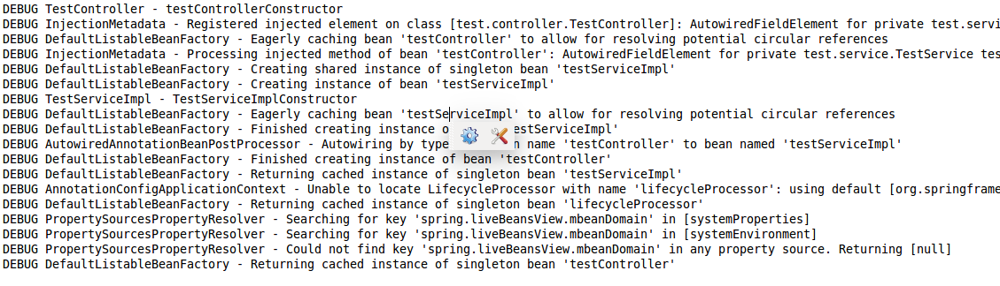 DEBUG TestController - testControllerConstructor
DEBUG InjectionMetadata - Registered injected element on class [test.controller.TestController]: AutowiredFieldElement for private test.servi
DEBUG DefaultListableBeanFactory - Eagerly caching bean 'testController' to allow for resolving potential circular references
DEBUG InjectionMetadata - Processing injected method of bean 'testController': AutowiredFieldElement for private test.service.TestService tes
DEBUG DefaultListableBeanFactory - Creating shared instance of singleton bean 'testServiceImpl'
DEBUG DefaultListableBeanFactory - Creating instance of bean 'testServiceImpl'
DEBUG TestServiceImpl - TestServiceImplConstructor
DEBUG DefaultListableBeanFactory - Eagerly caching bean 'testServiceImpl' to allow for resolving potential circular references
DEBUG DefaultListableBeanFactory - Finished creating instance o estServiceImpl'
DEBUG AutowiredAnnotationBeanPostProcessor - Autowiring by type n name 'testController' to bean named 'testServiceImpl'
DEBUG DefaultListableBeanFactory - Finished creating instance of bean 'testController'
DEBUG DefaultListableBeanFactory - Returning cached instance of singleton bean 'testServiceImpl'
DEBUG AnnotationConfigApplicationContext - Unable to locate LifecycleProcessor with name 'lifecycleProcessor': using default [org.springframe
DEBUG DefaultListableBeanFactory - Returning cached instance of singleton bean 'lifecycleProcessor'
DEBUG PropertySourcesPropertyResolver - Searching for key 'spring.liveBeansView.mbeanDomain' in [systemProperties]
DEBUG PropertySourcesPropertyResolver - Searching for key 'spring.liveBeansView.mbeanDomain' in [systemEnvironment]
DEBUG PropertySourcesPropertyResolver - Could not find key 'spring.liveBeansView.mbeanDomain' in any property source. Returning [null]
DEBUG DefaultListableBeanFactory - Returning cached instance of singleton bean 'testController'